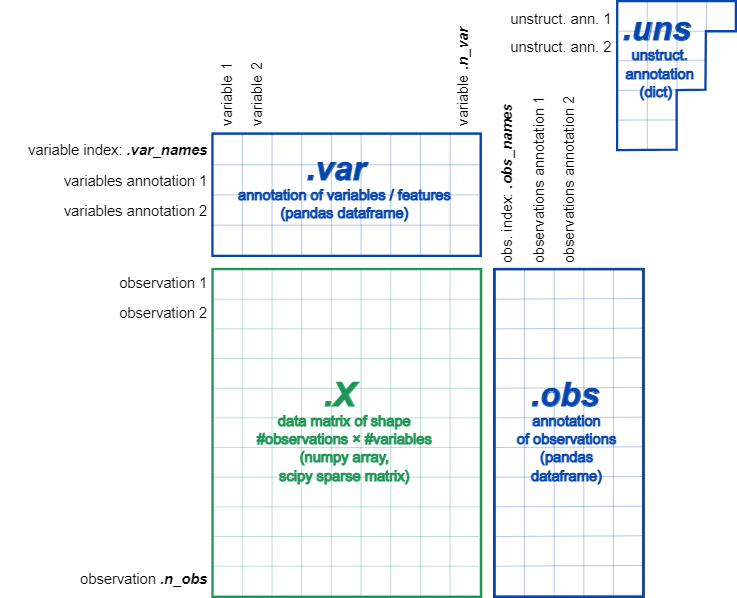 unstruct. ann. 1
unstruct. ann. 2
.uns
unstruct.
annotation
(dict)
variable 1
variable 2
variable .n_var
variable index: .var_names
variables annotation 1
variables annotation 2
.var
annotation of variables / features
(pandas dataframe)
obs. index: .obs_names
observations annotation 1
observations annotation 2
observation 1
observation 2
observation .n_obs
.X
data matrix of shape
#observations × #variables
(numpy array,
scipy sparse matrix)
.obs
annotation
of observations
(pandas
dataframe)